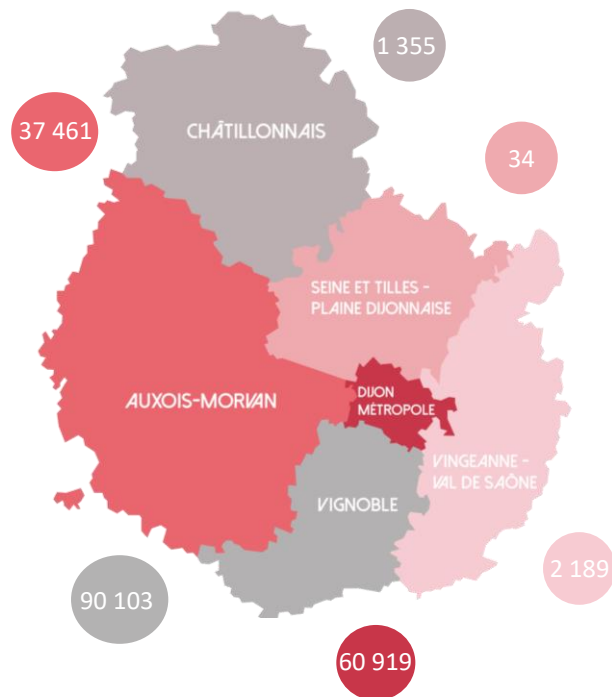 1 355
37 461
CHÂTILLONNAIS
34
SEINE ET TILLES –
PLAINE DIJONNAISE
AUXOIS-MORVAN
DIJON
MÉTROPOLE
VINGEANNE –
VAL DE SAÔNE
VIGNOBLE
2 189
90 103
60 919